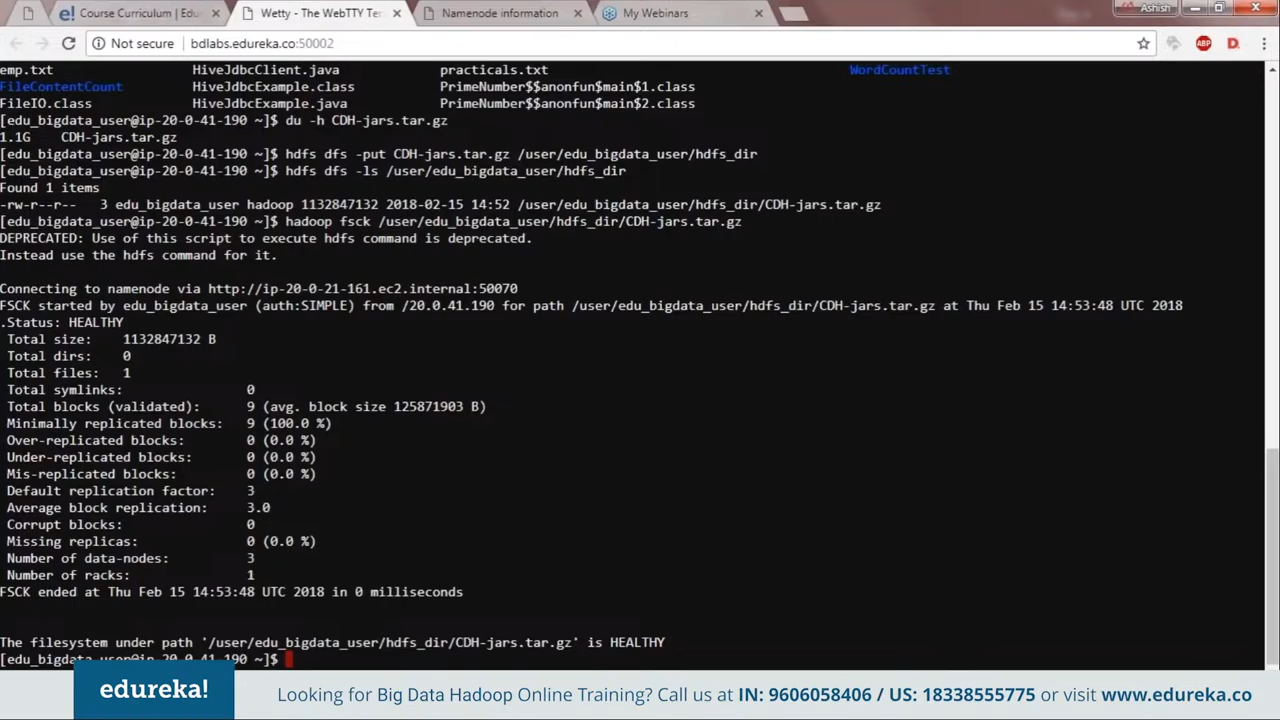 Course Curriculum | Edu
Wetty - The WebTTY Ter
Namenode information
My Webinars
Ashish
Not secure
bdlabs.edureka.co:50002
ABP
emp.txt HiveJdbcClient.java practicals.txt WordCountTest
FileContentCount HiveJdbcExample.class PrimeNumber$$anonfun$main$1.class
FileIO.class HiveJdbcExample.java PrimeNumber$$anonfun$main$2.class
[edu_bigdata_user@ip-20-0-41-190 ~]$ du -h CDH-jars.tar.gz
1.1G CDH-jars.tar.gz
[edu_bigdata_user@ip-20-0-41-190 ~]$ hdfs dfs -put CDH-jars.tar.gz /user/edu_bigdata_user/hdfs_dir
[edu_bigdata_user@ip-20-0-41-190 ~]$ hdfs dfs -ls /user/edu_bigdata_user/hdfs_dir
Found 1 items
-rw-r--r-- 3 edu_bigdata_user hadoop 1132847132 2018-02-15 14:52 /user/edu_bigdata_user/hdfs_dir/CDH-jars.tar.gz
[edu_bigdata_user@ip-20-0-41-190 ~]$ hadoop fsck /user/edu_bigdata_user/hdfs_dir/CDH-jars.tar.gz
DEPRECATED: Use of this script to execute hdfs command is deprecated.
Instead use the hdfs command for it.
Connecting to namenode via http://ip-20-0-21-161.ec2.internal:50070
FSCK started by edu_bigdata_user (auth:SIMPLE) from /20.0.41.190 for path /user/edu_bigdata_user/hdfs_dir/CDH-jars.tar.gz at Thu Feb 15 14:53:48 UTC 2018
.Status: HEALTHY
Total size: 1132847132 B
Total dirs: 0
Total files: 1
Total symlinks: 0
Total blocks (validated): 9 (avg. block size 125871903 B)
Minimally replicated blocks: 9 (100.0 %)
Over-replicated blocks: 0 (0.0 %)
Under-replicated blocks: 0 (0.0 %)
Mis-replicated blocks: 0 (0.0 %)
Default replication factor: 3
Average block replication: 3.0
Corrupt blocks: 0
Missing replicas: 0 (0.0 %)
Number of data-nodes: 3
Number of racks: 1
FSCK ended at Thu Feb 15 14:53:48 UTC 2018 in 0 milliseconds
The filesystem under path '/user/edu_bigdata_user/hdfs_dir/CDH-jars.tar.gz' is HEALTHY
[edu_bigdata_user@ip-20-0-41-190 ~]$
edureka!
Looking for Big Data Hadoop Online Training? Call us at IN: 9606058406 / US: 18338555775 or visit www.edureka.co